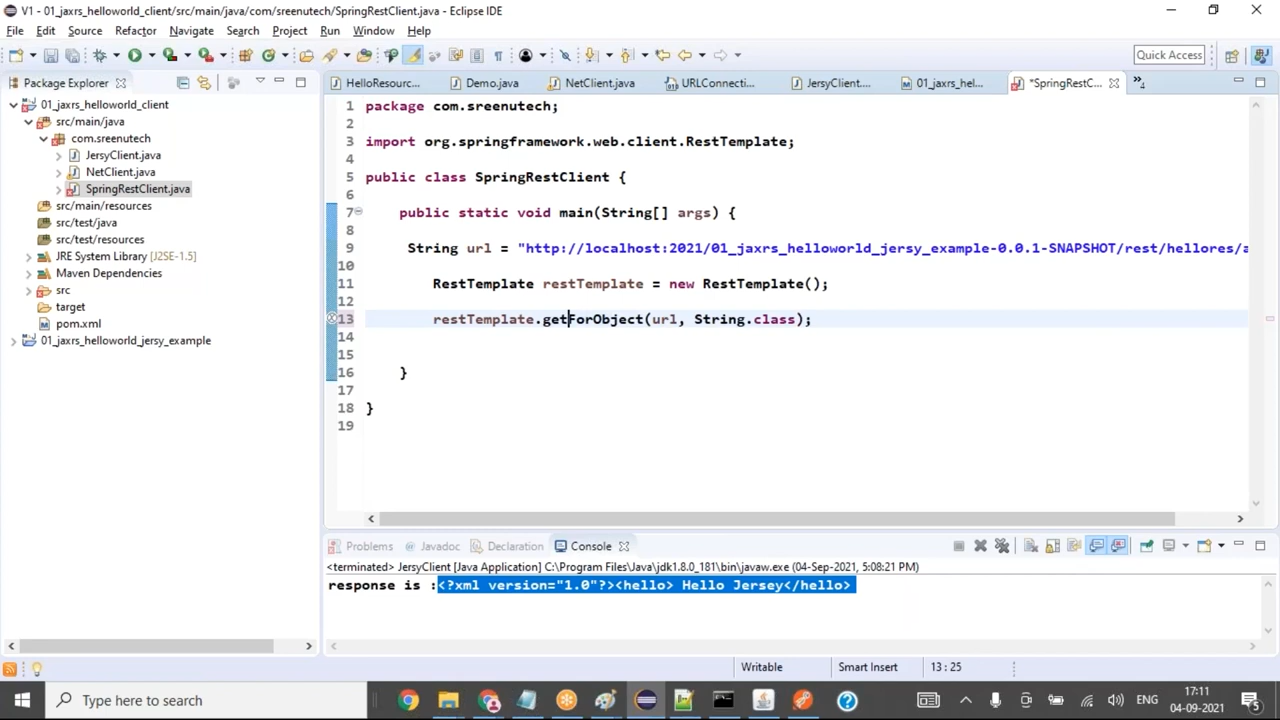 V1 - 01_jaxrs_helloworld_client/src/main/java/com/sreenutech/SpringRestClient.java - Eclipse IDE
File Edit Source Refactor Navigate Search Project Run Window Help
Quick Access
Package Explorer
HelloResourc... Demo.java NetClient.java URLConnecti... JersyClient.... 01_jaxrs_hel... *SpringRestC...
01_jaxrs_helloworld_client
src/main/java
com.sreenutech
JersyClient.java
NetClient.java
SpringRestClient.java
src/main/resources
src/test/java
src/test/resources
JRE System Library [J2SE-1.5]
Maven Dependencies
src
target
pom.xml
01_jaxrs_helloworld_jersy_example
1 package com.sreenutech;
2
3 import org.springframework.web.client.RestTemplate;
4
5 public class SpringRestClient {
6
7 public static void main(String[] args) {
8
9 String url = "http://localhost:2021/01_jaxrs_helloworld_jersy_example-0.0.1-SNAPSHOT/rest/hellores/a
10
11 RestTemplate restTemplate = new RestTemplate();
12
13 restTemplate.getForObject(url, String.class);
14
15
16 }
17
18 }
19
Problems Javadoc Declaration Console
<terminated> JersyClient [Java Application] C:\Program Files\Java\jdk1.8.0_181\bin\javaw.exe (04-Sep-2021, 5:08:21 PM)
response is :<?xml version="1.0"?><hello> Hello Jersey</hello>
Writable Smart Insert 13 : 25
Type here to search
ENG
17:11
04-09-2021
5